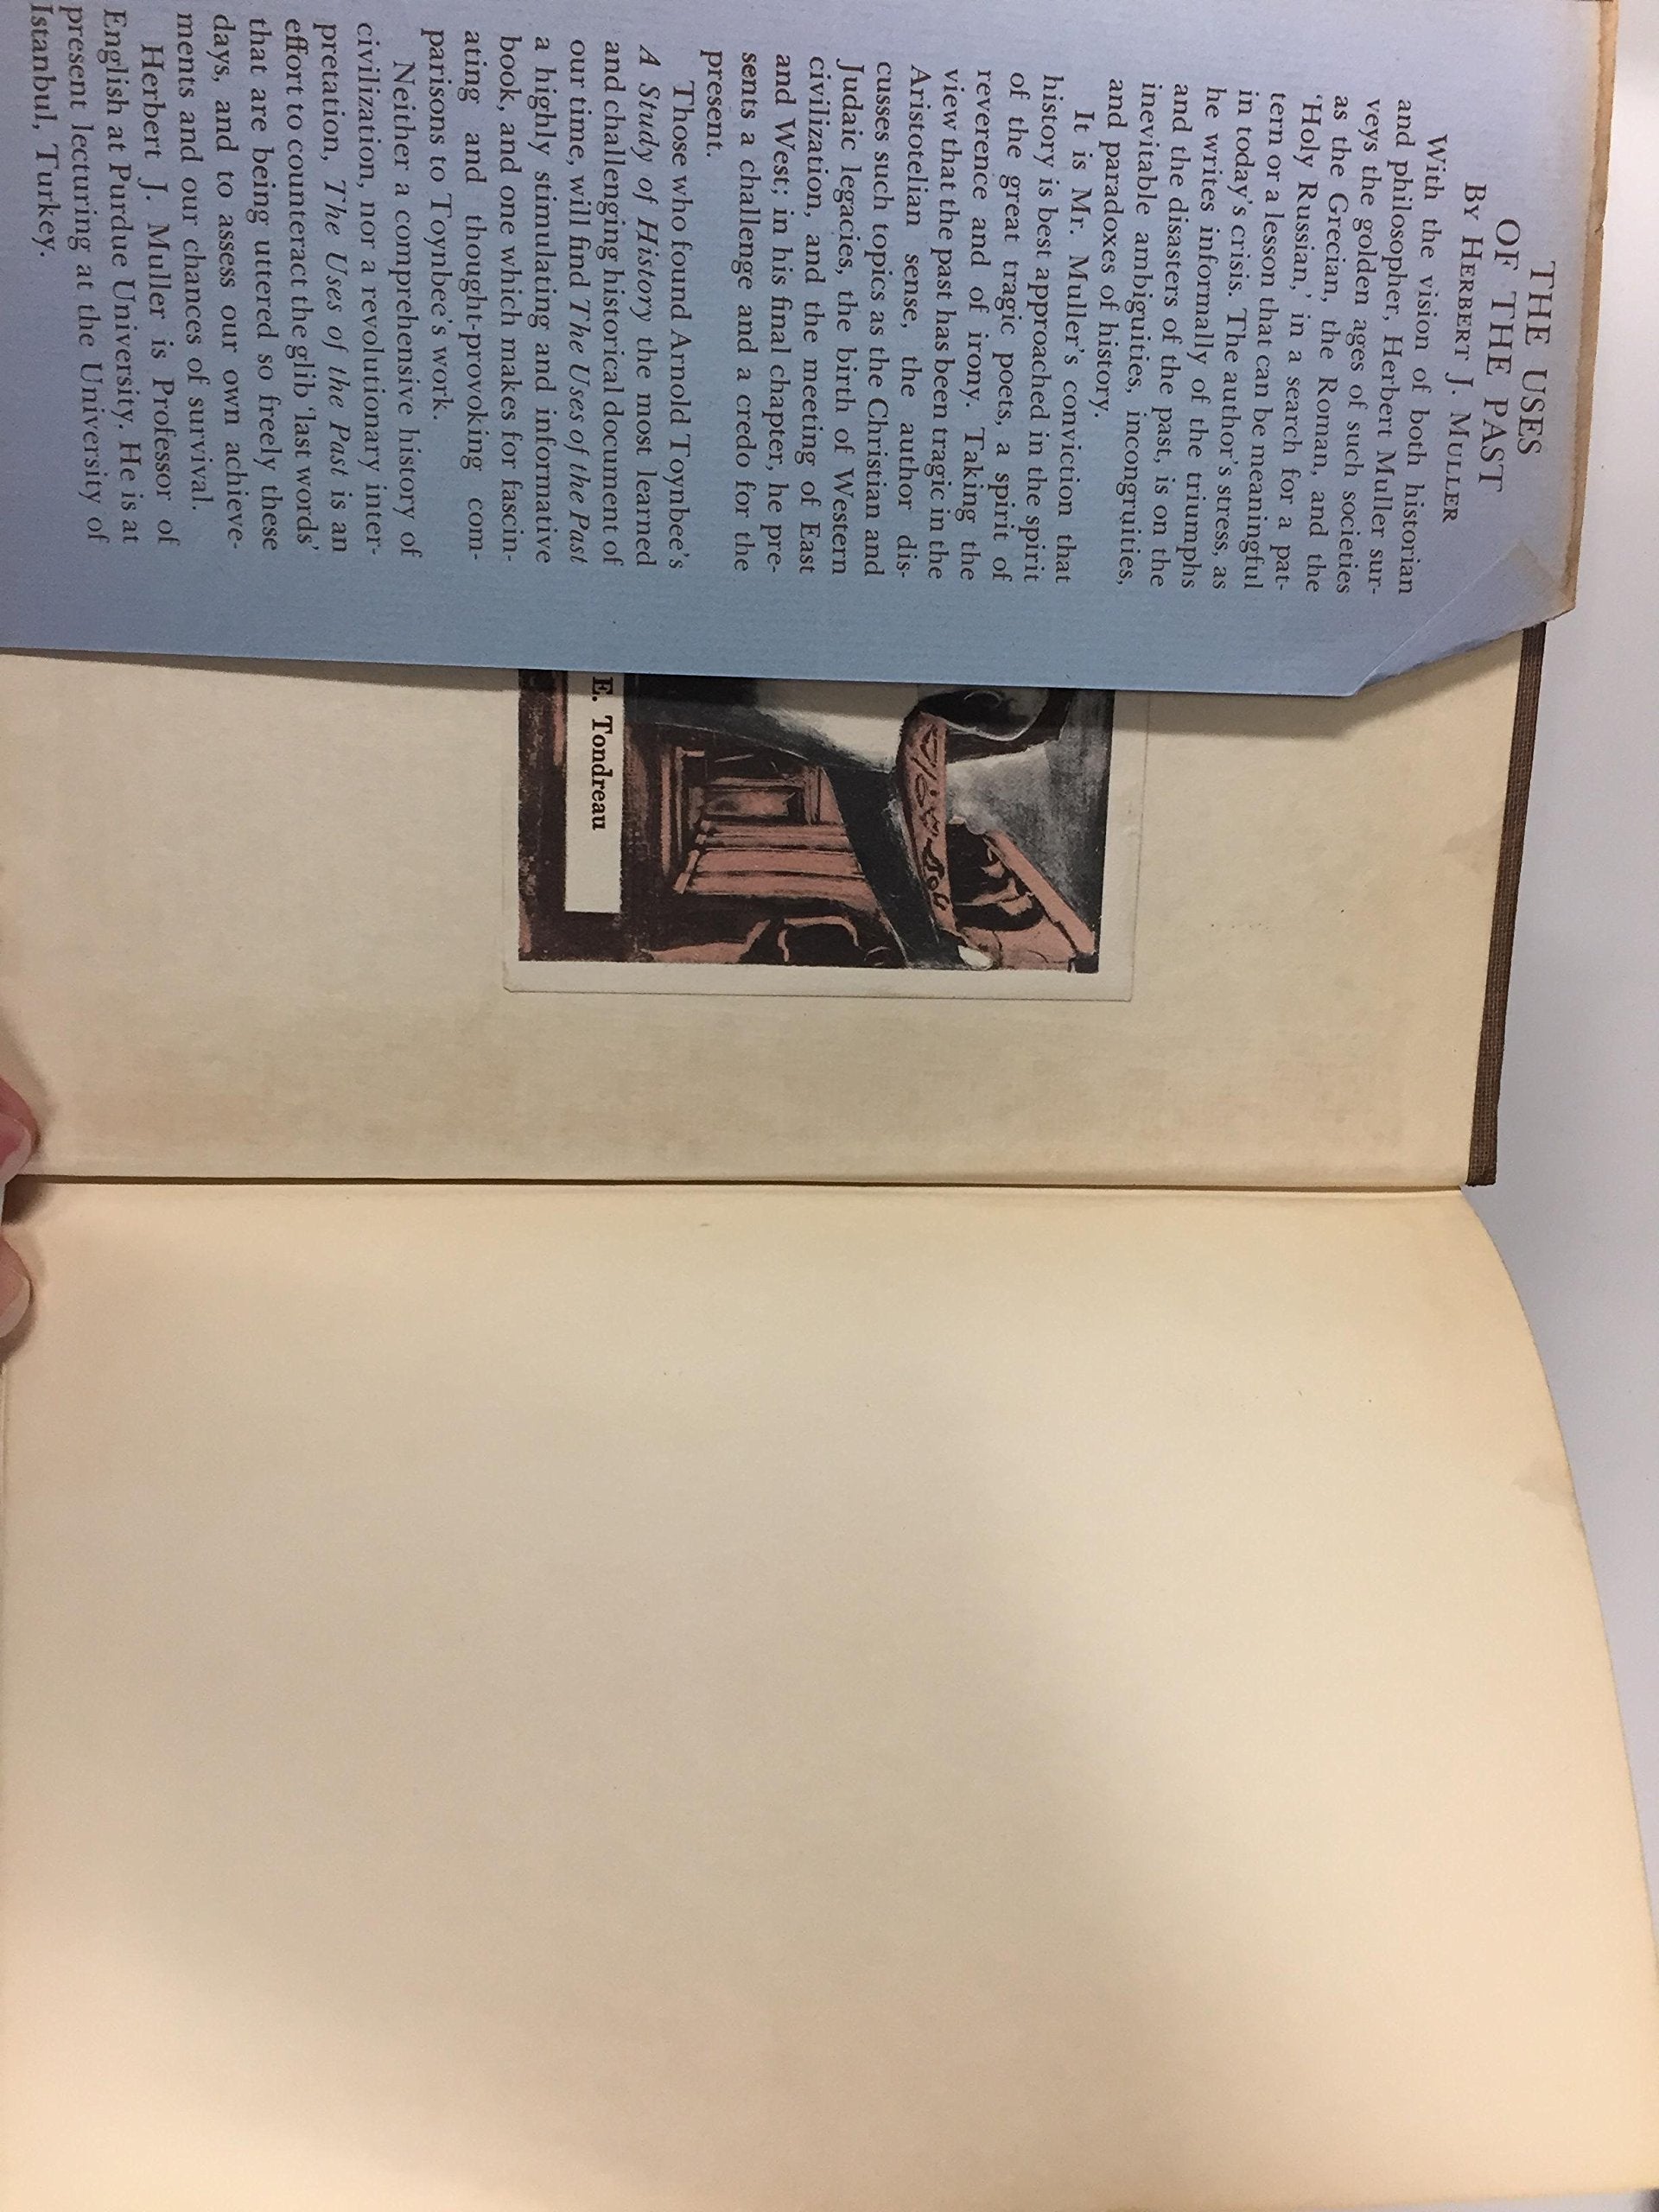 THE USES
OF THE PAST
BY HERBERT J. MULLER
With the vision of both historian
and philosopher, Herbert Muller sur-
veys the golden ages of such societies
as the Grecian, the Roman, and the
'Holy Russian,' in a search for a pat-
tern or a lesson that can be meaningful
in today's crisis. The author's stress, as
he writes informally of the triumphs
and the disasters of the past, is on the
inevitable ambiguities, incongruities,
and paradoxes of history.
It is Mr. Muller's conviction that
history is best approached in the spirit
of the great tragic poets, a spirit of
reverence and of irony. Taking the
view that the past has been tragic in the
Aristotelian sense, the author dis-
cusses such topics as the Christian and
Judaic legacies, the birth of Western
civilization, and the meeting of East
and West; in his final chapter, he pre-
sents a challenge and a credo for the
present.
Those who found Arnold Toynbee's
A Study of History the most learned
and challenging historical document of
our time, will find The Uses of the Past
a highly stimulating and informative
book, and one which makes for fascin-
ating and thought-provoking com-
parisons to Toynbee's work.
Neither a comprehensive history of
civilization, nor a revolutionary inter-
pretation, The Uses of the Past is an
effort to counteract the glib 'last words'
that are being uttered so freely these
days, and to assess our own achieve-
ments and our chances of survival.
Herbert J. Muller is Professor of
English at Purdue University. He is at
present lecturing at the University of
Istanbul, Turkey.
E. Tondreau